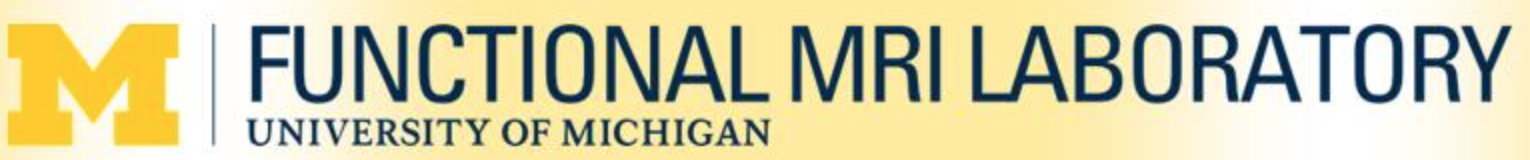 M
FUNCTIONAL MRI LABORATORY
UNIVERSITY OF MICHIGAN